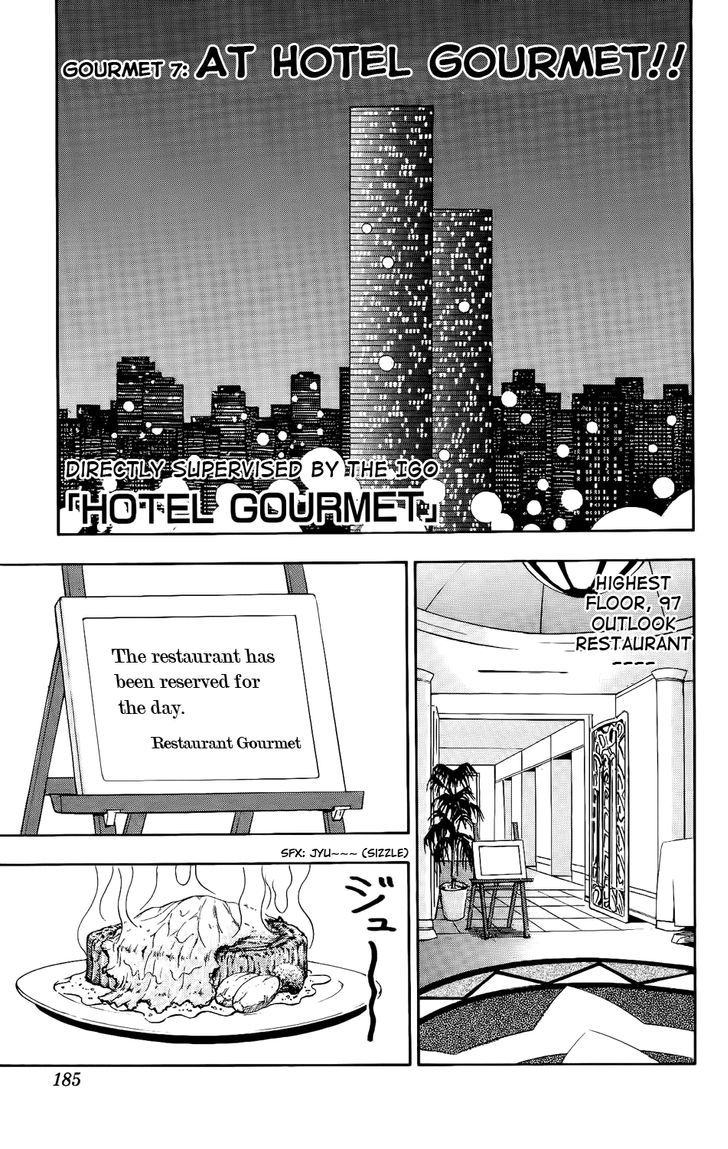 GOURMET 7: AT HOTEL GOURMET!!
DIRECTLY SUPERVISED BY THE IGO
「HOTEL GOURMET」
HIGHEST
FLOOR, 97
OUTLOOK
RESTAURANT
----
The restaurant has
been reserved for
the day.
Restaurant Gourmet
SFX: JYU~~~ (SIZZLE)
ジュ～
185